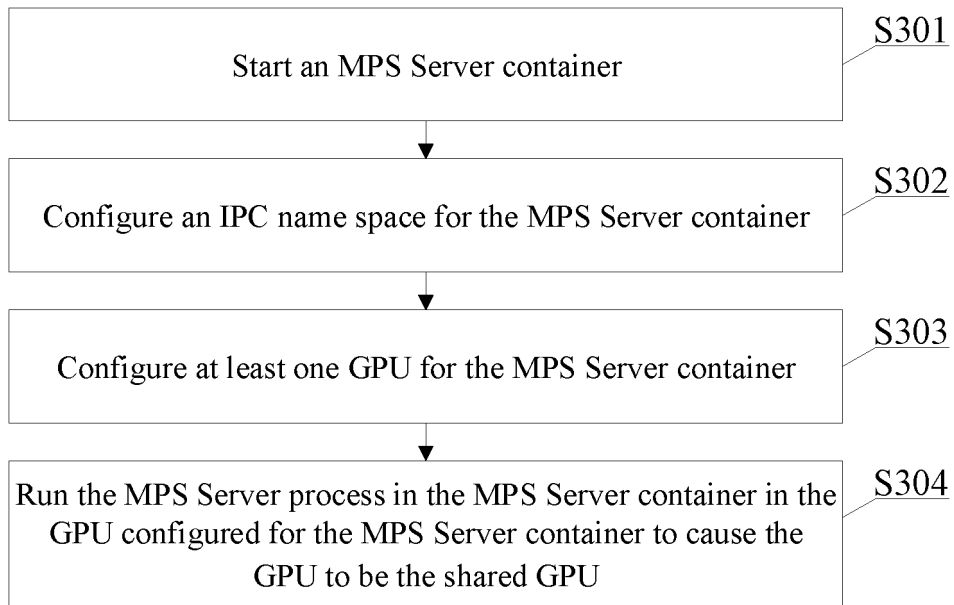 S301
Start an MPS Server container
S302
Configure an IPC name space for the MPS Server container
S303
Configure at least one GPU for the MPS Server container
S304
Run the MPS Server process in the MPS Server container in the
GPU configured for the MPS Server container to cause the
GPU to be the shared GPU